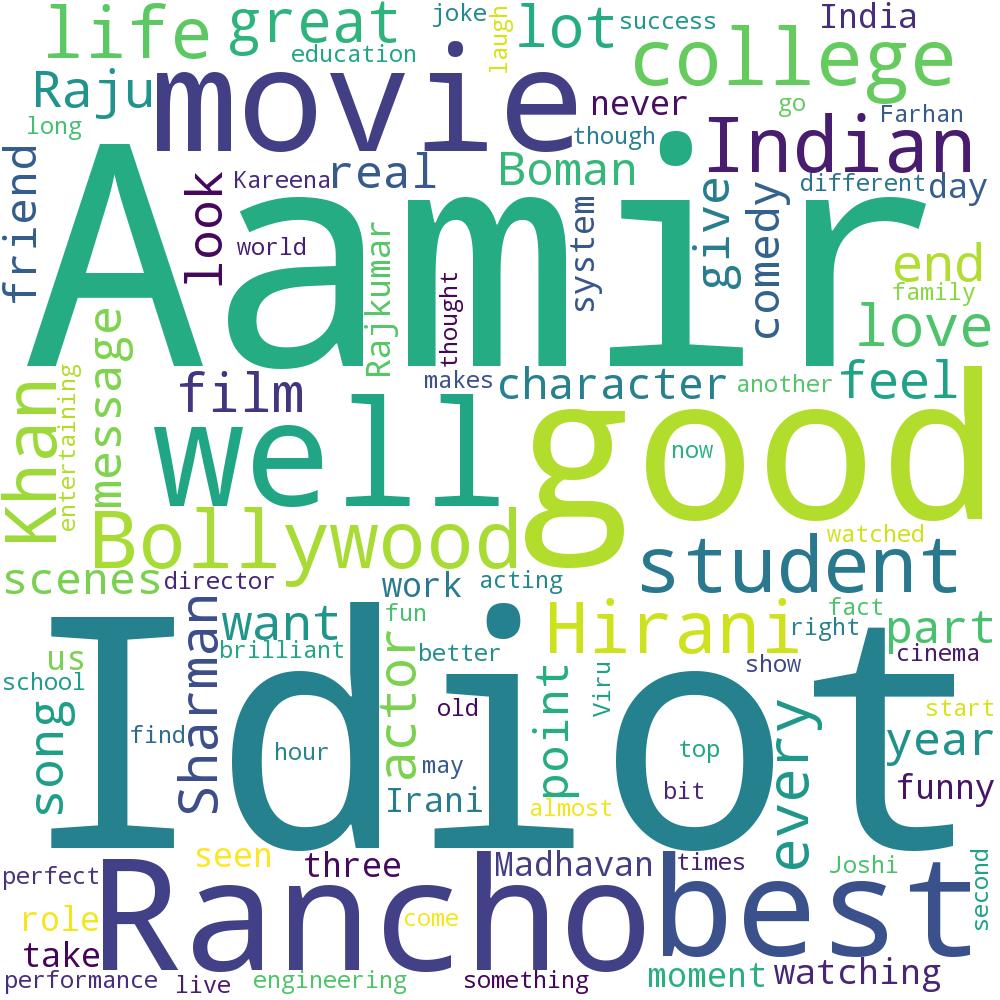 life
great
joke
laugh
lot
success
India
education
college
Raju
movie
never
go
Farhan
long
though
Indian
friend
look
Kareena
real
Boman
give
comedy
different
day
Aamir
world
Rajkumar
thought
system
end
family
love
message
Khan
entertaining
film
makes
character
another
feel
well
good
now
Bollywood
watched
student
scenes
director
work
acting
Idiot
Sharman
want
fun
Hirani
right
fact
part
us
brilliant
actor
better
point
Viru
show
cinema
school
song
find
hour
old
may
top
every
start
year
Irani
almost
bit
funny
seen
three
Madhavan
times
Joshi
second
perfect
Rancho
best
role
come
take
performance
live
engineering
something
moment
watching